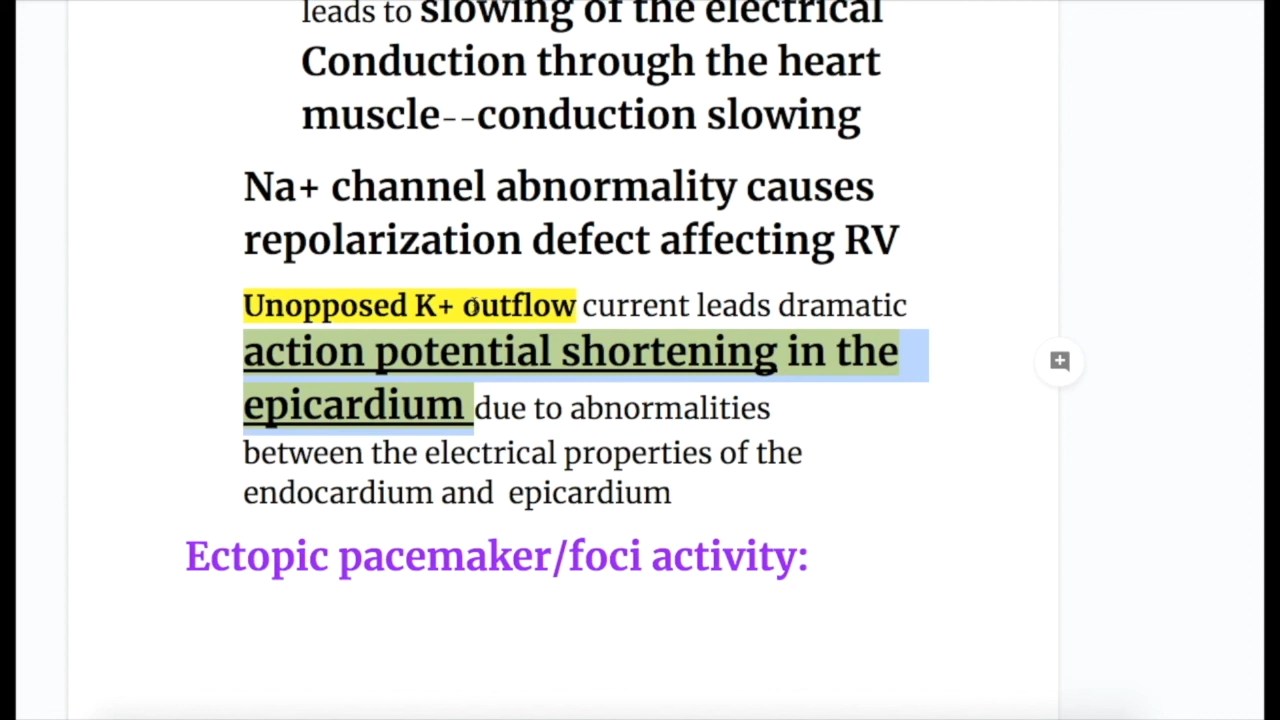 leads to slowing of the electrical
Conduction through the heart
muscle--conduction slowing
Na+ channel abnormality causes
repolarization defect affecting RV
Unopposed K+ outflow current leads dramatic
action potential shortening in the
epicardium due to abnormalities
between the electrical properties of the
endocardium and  epicardium
Ectopic pacemaker/foci activity: